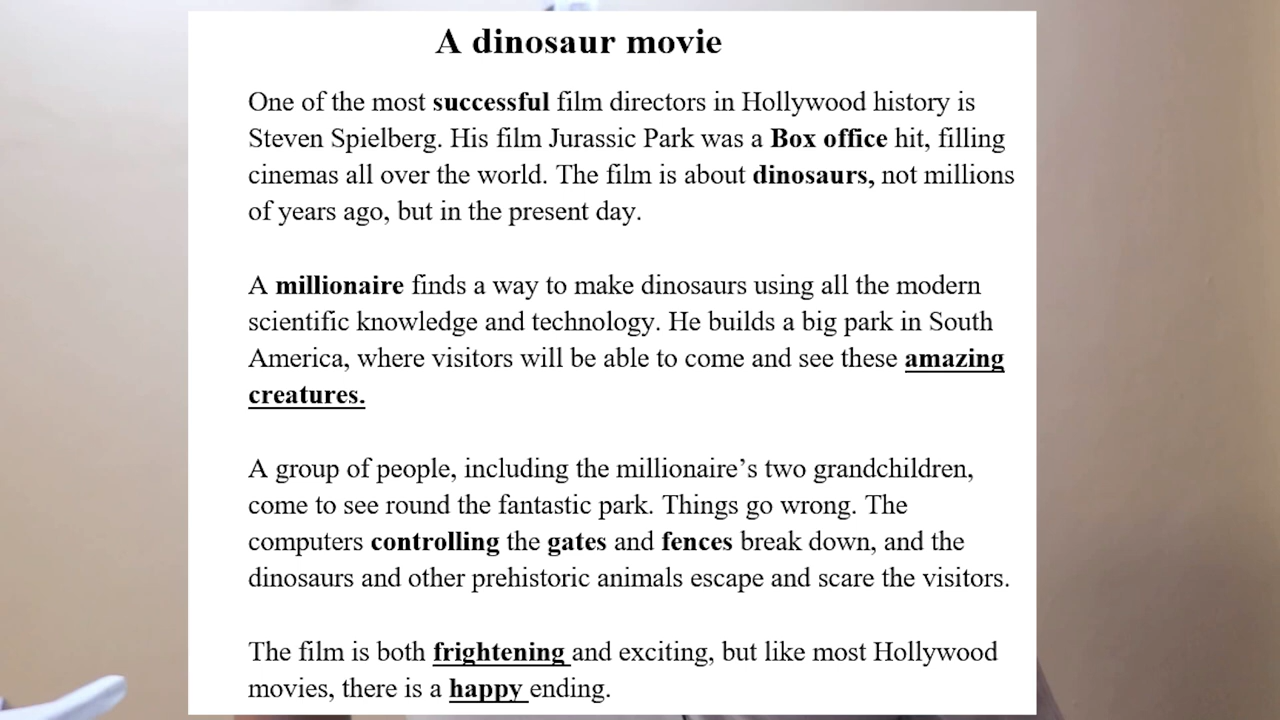 A dinosaur movie
One of the most successful film directors in Hollywood history is
Steven Spielberg. His film Jurassic Park was a Box office hit, filling
cinemas all over the world. The film is about dinosaurs, not millions
of years ago, but in the present day.
A millionaire finds a way to make dinosaurs using all the modern
scientific knowledge and technology. He builds a big park in South
America, where visitors will be able to come and see these amazing
creatures.
A group of people, including the millionaire’s two grandchildren,
come to see round the fantastic park. Things go wrong. The
computers controlling the gates and fences break down, and the
dinosaurs and other prehistoric animals escape and scare the visitors.
The film is both frightening and exciting, but like most Hollywood
movies, there is a happy ending.